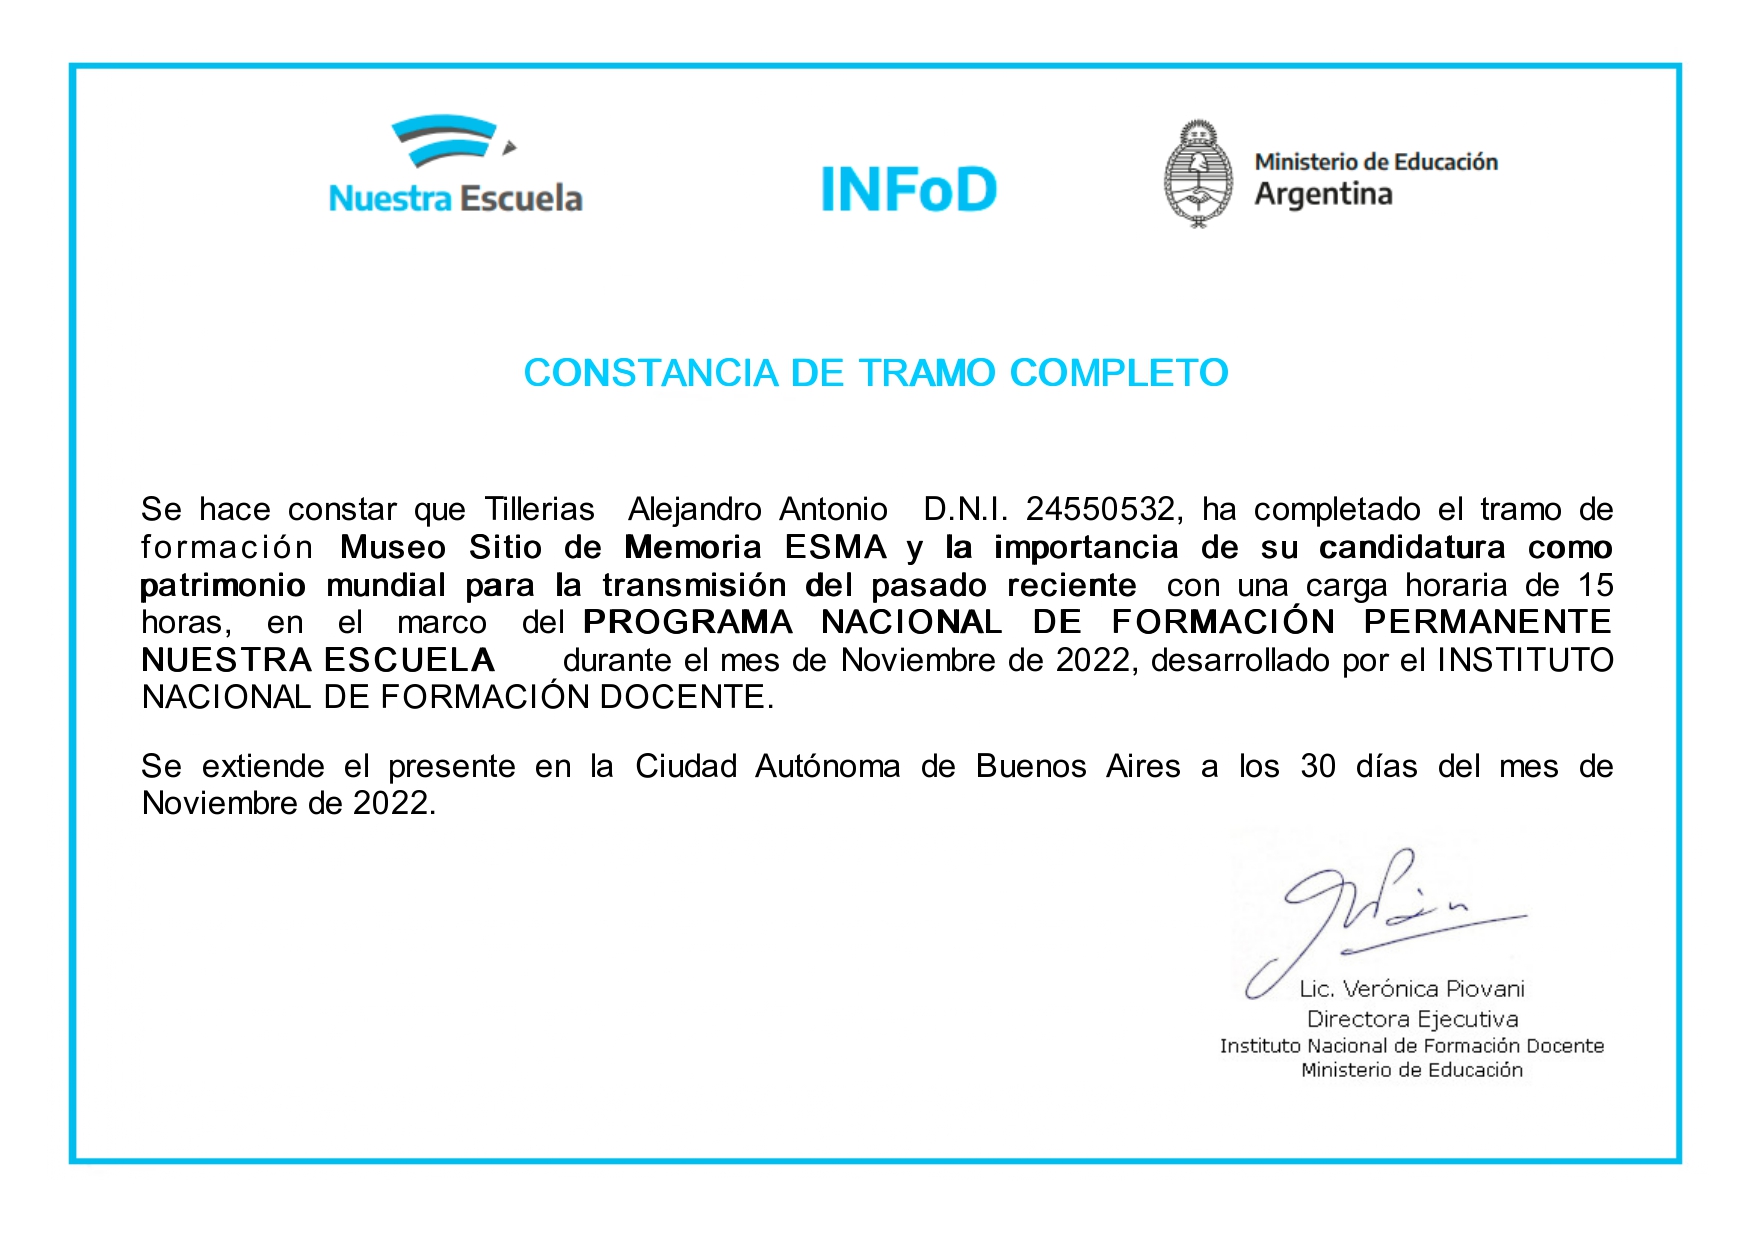 Nuestra Escuela
INFoD
Ministerio de Educación
Argentina
CONSTANCIA DE TRAMO COMPLETO
Se hace constar que Tillerias Alejandro Antonio D.N.I. 24550532, ha completado el tramo de
formación Museo Sitio de Memoria ESMA y la importancia de su candidatura como
patrimonio mundial para la transmisión del pasado reciente con una carga horaria de 15
horas, en el marco del PROGRAMA NACIONAL DE FORMACIÓN PERMANENTE
NUESTRA ESCUELA durante el mes de Noviembre de 2022, desarrollado por el INSTITUTO
NACIONAL DE FORMACIÓN DOCENTE.
Se extiende el presente en la Ciudad Autónoma de Buenos Aires a los 30 días del mes de
Noviembre de 2022.
Lic. Verónica Piovani
Directora Ejecutiva
Instituto Nacional de Formación Docente
Ministerio de Educación